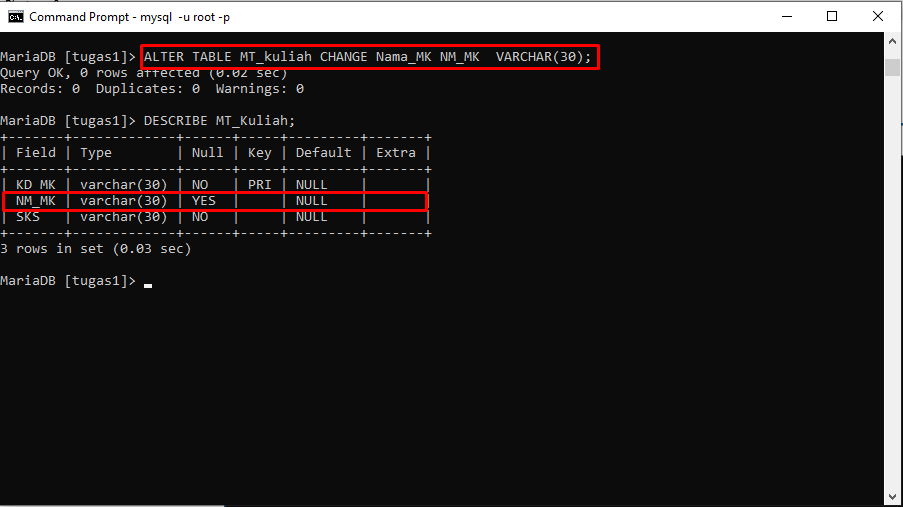 Command Prompt - mysql  -u root -p
MariaDB [tugas1]> ALTER TABLE MT_kuliah CHANGE Nama_MK NM_MK  VARCHAR(30);
Query OK, 0 rows affected (0.02 sec)
Records: 0  Duplicates: 0  Warnings: 0
MariaDB [tugas1]> DESCRIBE MT_Kuliah;
+-------+-------------+------+-----+---------+-------+
| Field | Type        | Null | Key | Default | Extra |
+-------+-------------+------+-----+---------+-------+
| KD_MK | varchar(30) | NO   | PRI | NULL    |       |
| NM_MK | varchar(30) | YES  |     | NULL    |       |
| SKS   | varchar(30) | NO   |     | NULL    |       |
+-------+-------------+------+-----+---------+-------+
3 rows in set (0.03 sec)
MariaDB [tugas1]>